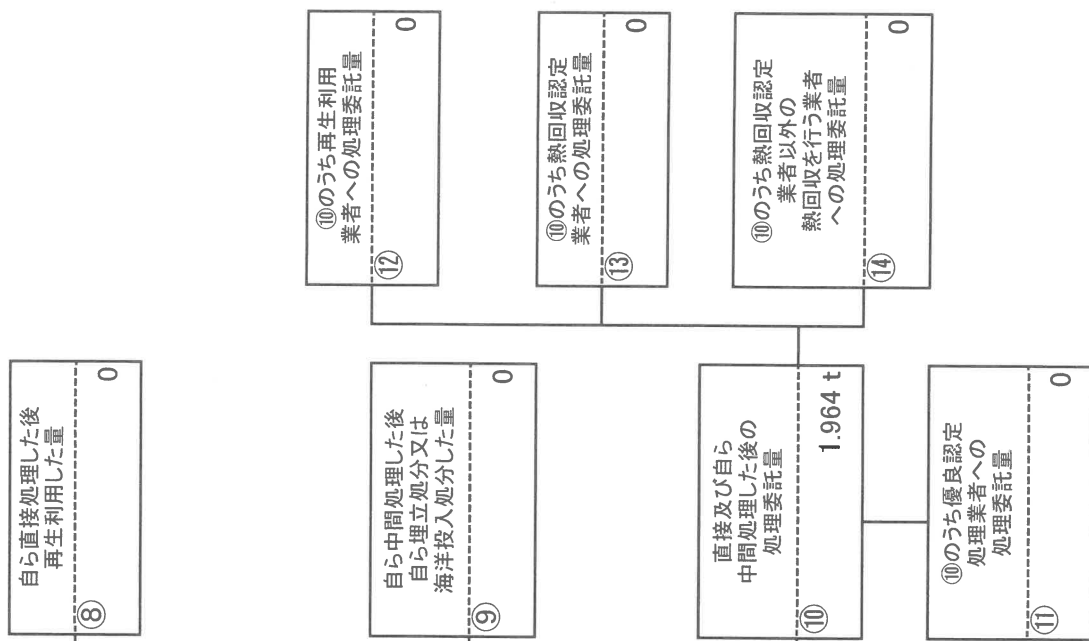 自ら直接処理した後
再生利用した量
⑧
0
自ら中間処理した後
自ら埋立処分又は
海洋投入処分した量
⑨
0
直接及び自ら
中間処理した後の
処理委託量
⑩
1.964 t
⑩のうち優良認定
処理業者への
処理委託量
⑪
0
⑩のうち再生利用
業者への処理委託量
⑫
0
⑩のうち熱回収認定
業者への処理委託量
⑬
0
⑩のうち熱回収認定
業者以外の
熱回収を行う業者
への処理委託量
⑭
0